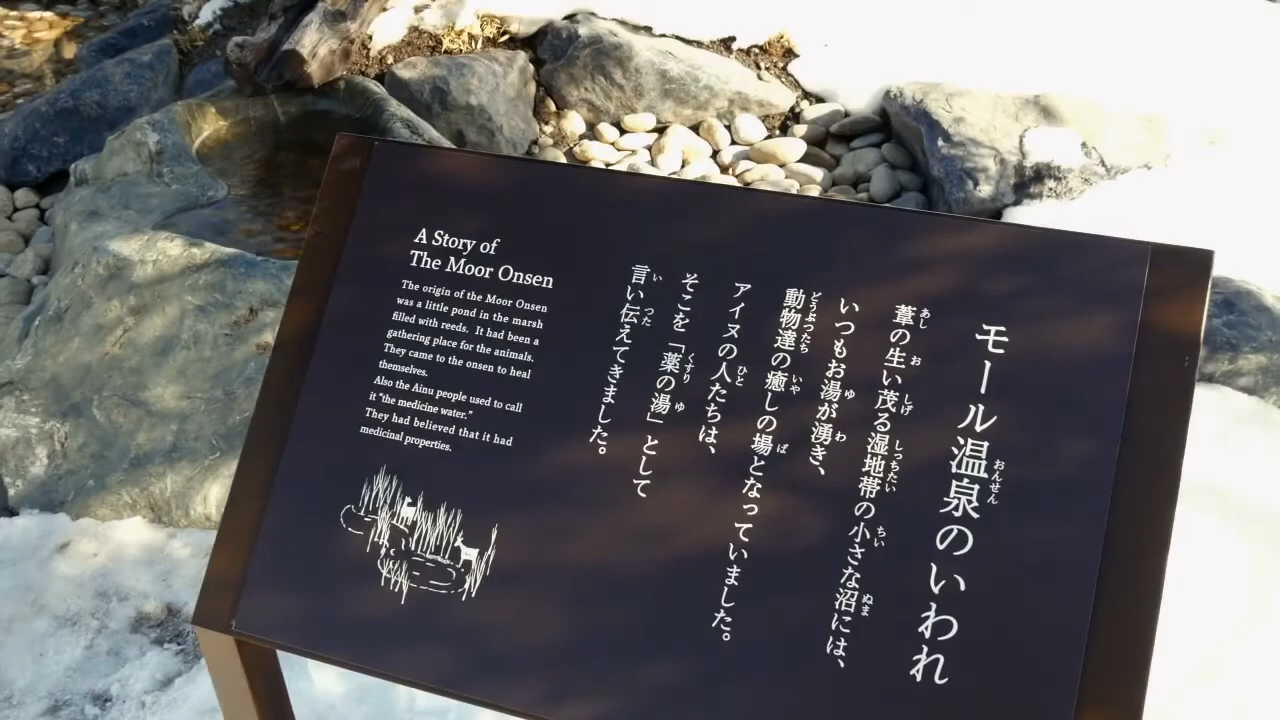 モール温泉のいわれ
葦の生い茂る湿地帯の小さな沼には、
いつもお湯が湧き、
動物達の癒しの場となっていました。
アイヌの人たちは、
そこを「薬の湯」として
言い伝えてきました。
A Story of
The Moor Onsen
The origin of the Moor Onsen
was a little pond in the marsh
filled with reeds. It had been a
gathering place for the animals.
They came to the onsen to heal
themselves.
Also the Ainu people used to call
it "the medicine water."
They had believed that it had
medicinal properties.